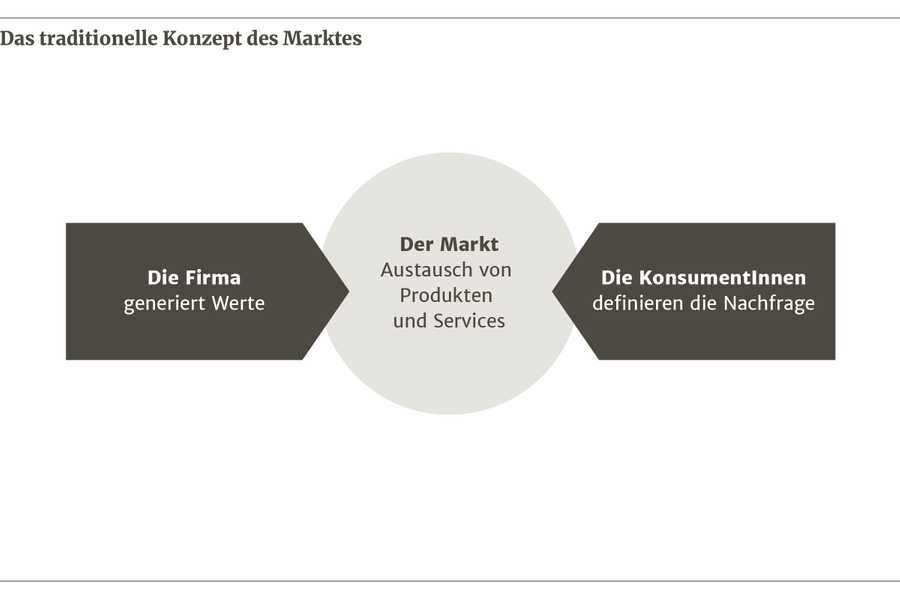 Das traditionelle Konzept des Marktes
Die Firma
generiert Werte
Der Markt
Austausch von
Produkten
und Services
Die KonsumentInnen
definieren die Nachfrage